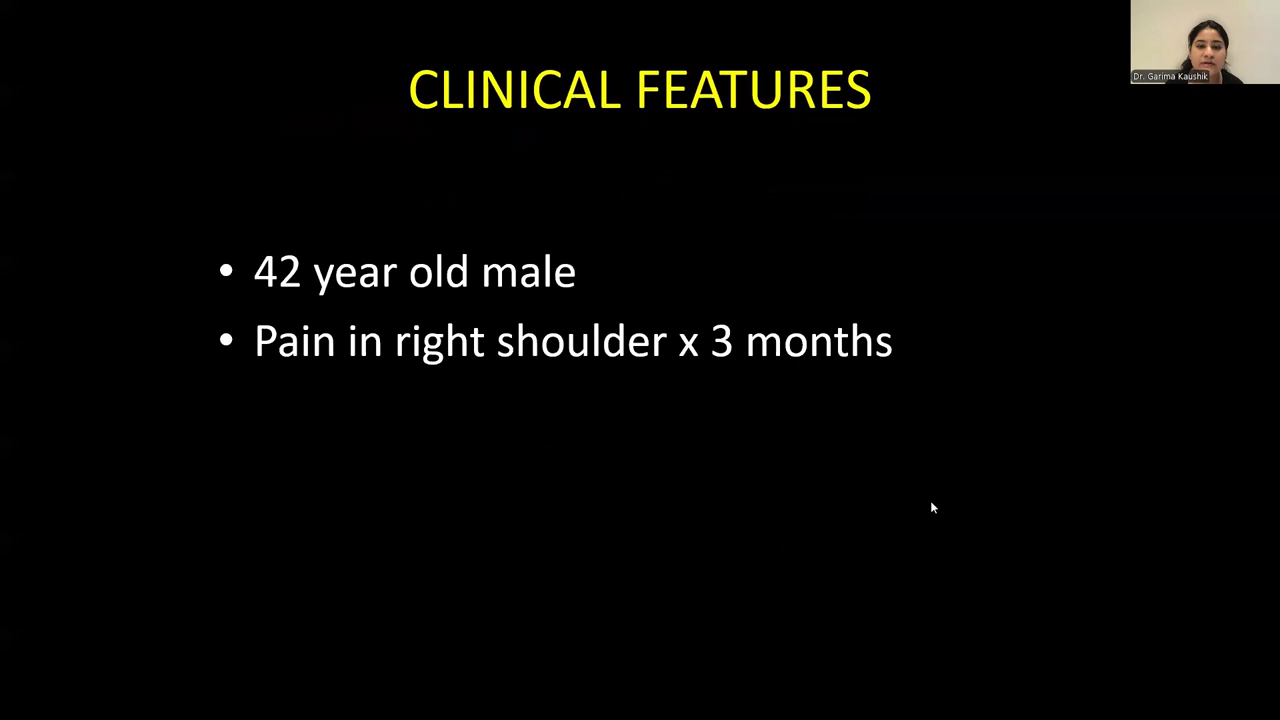 CLINICAL FEATURES
Dr. Garima Kaushik
• 42 year old male
• Pain in right shoulder x 3 months